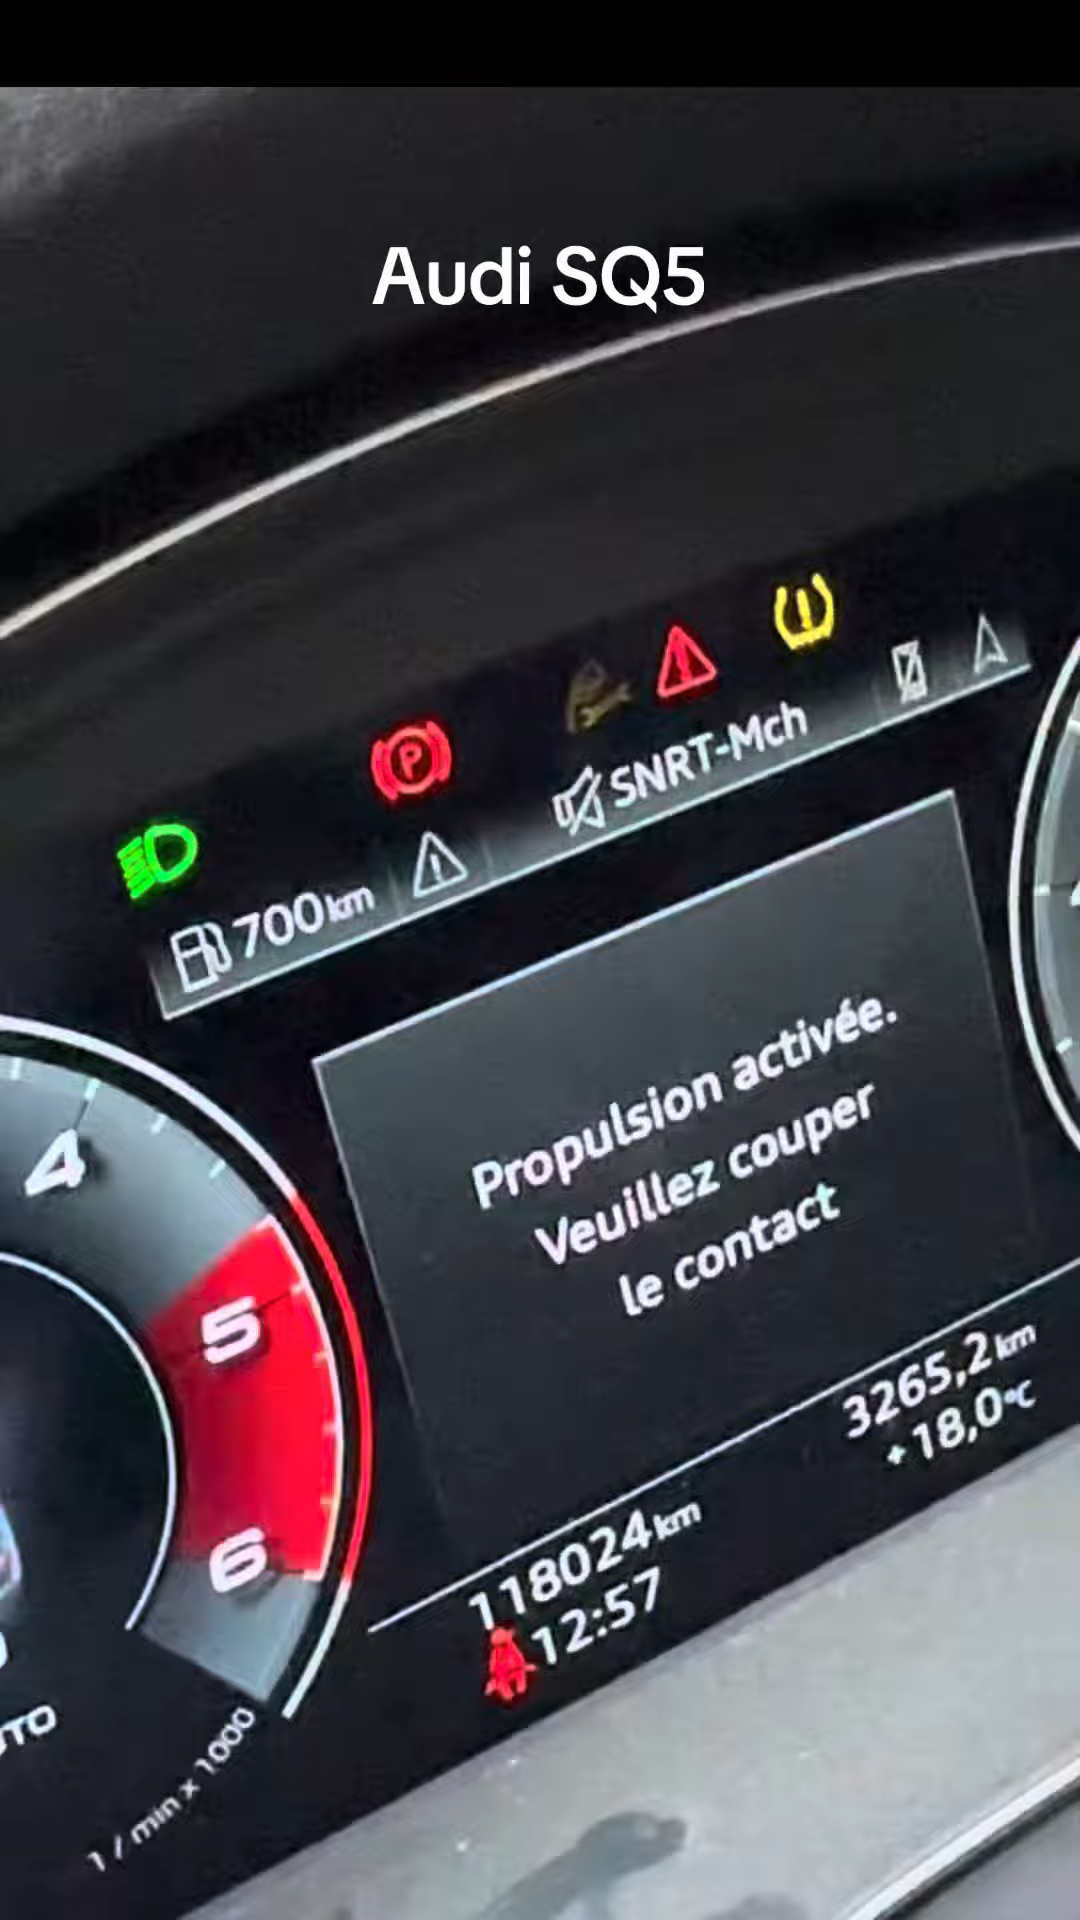 Audi SQ5
P
SNRT-Mch
700km
Propulsion activée.
Veuillez couper
le contact
4
5
6
3265,2km
+18,0°C
118024km
12:57
1 / min x 1000